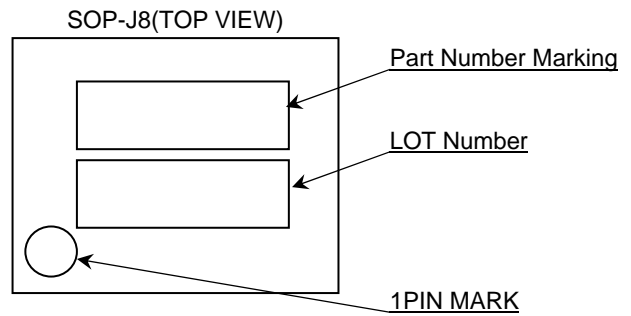 SOP-J8(TOP VIEW)
Part Number Marking
LOT Number
1PIN MARK